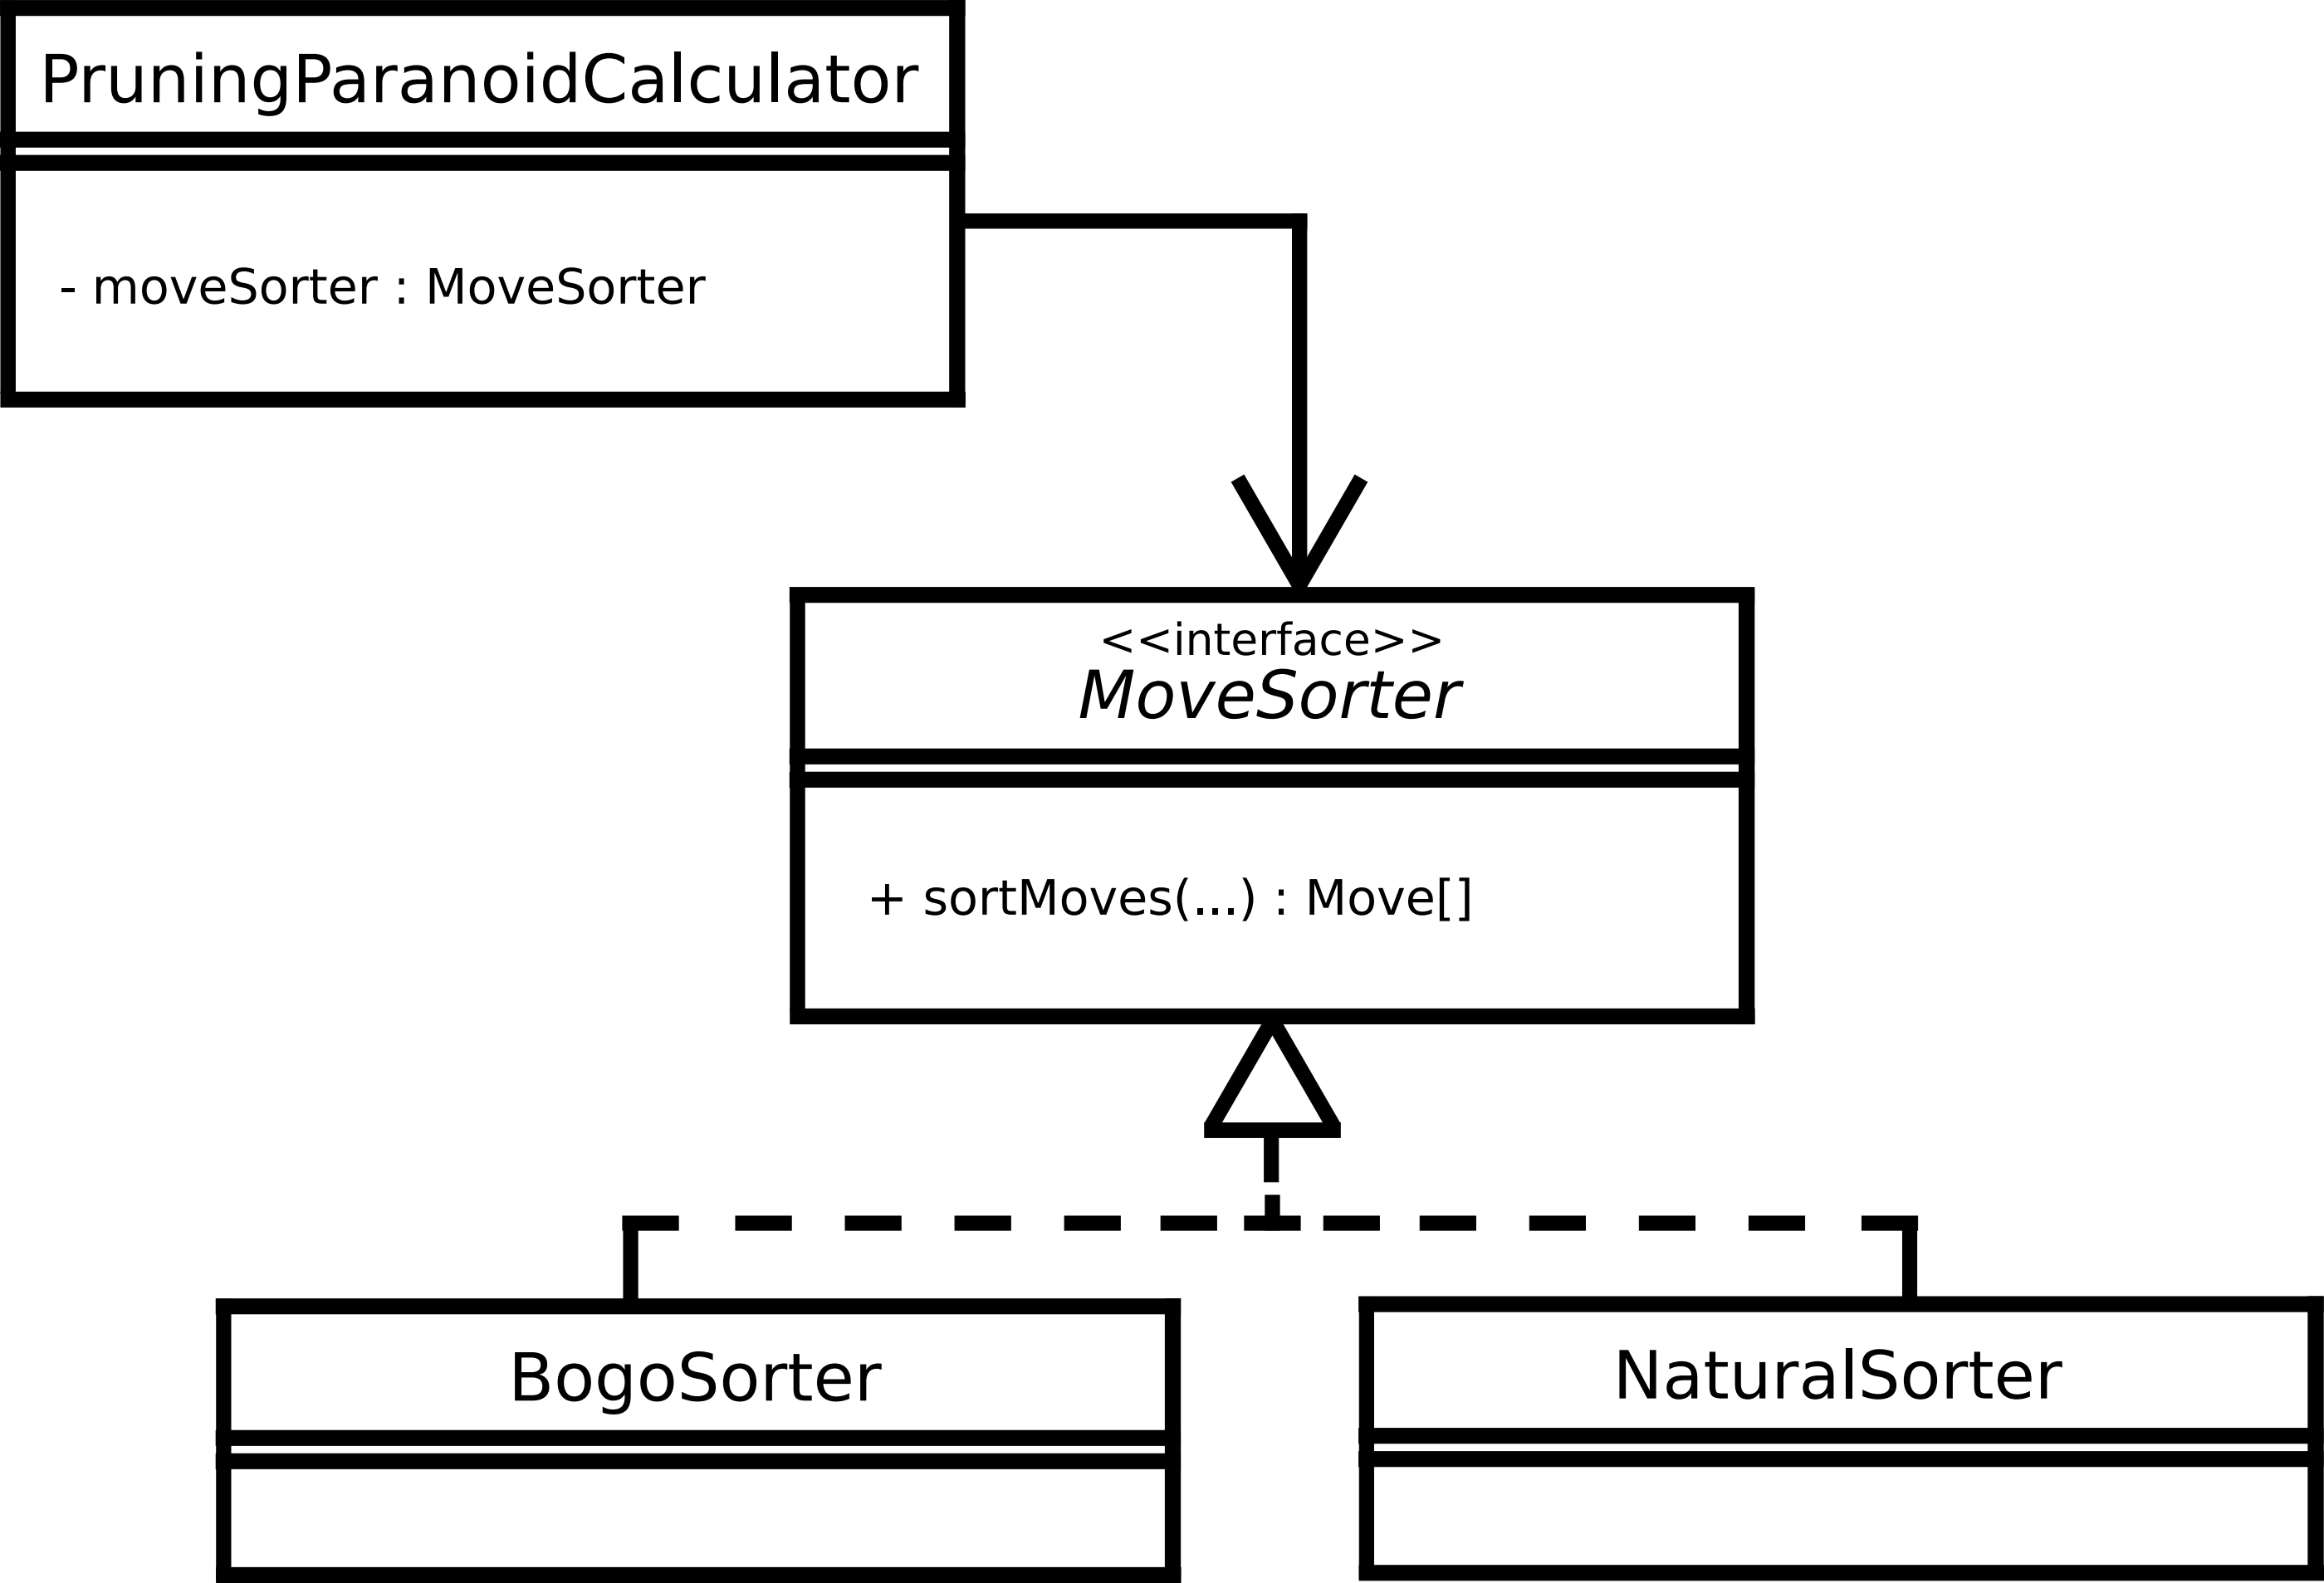 PruningParanoidCalculator
- moveSorter : MoveSorter
<<interface>>
MoveSorter
+ sortMoves(...) : Move[]
BogoSorter
NaturalSorter